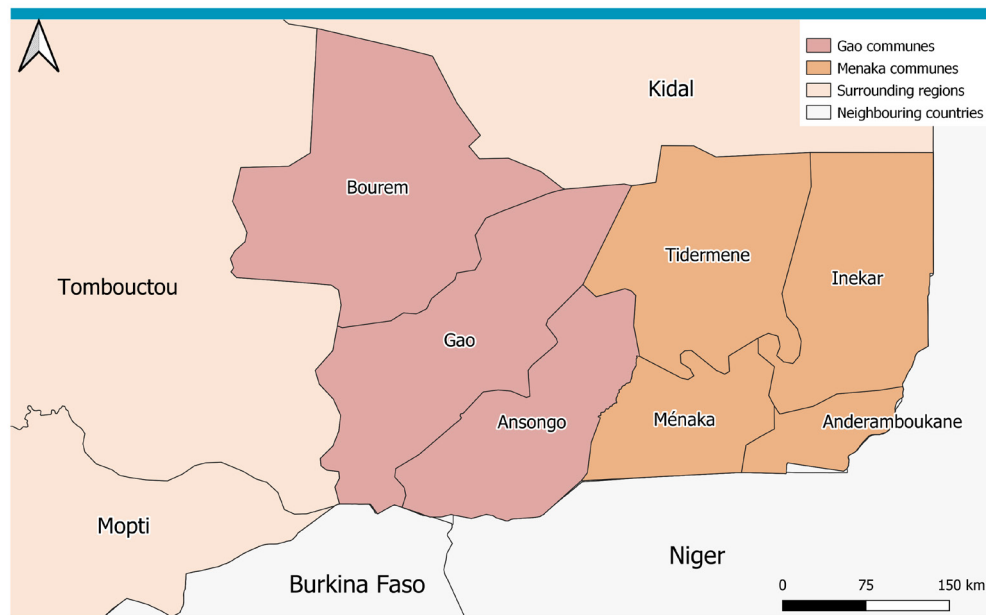 Gao communes
Menaka communes
Surrounding regions
Neighbouring countries
Kidal
Bourem
Tidermene
Inekar
Tombouctou
Gao
Ansongo
Ménaka
Anderamboukane
Mopti
Niger
Burkina Faso
0 75 150 km